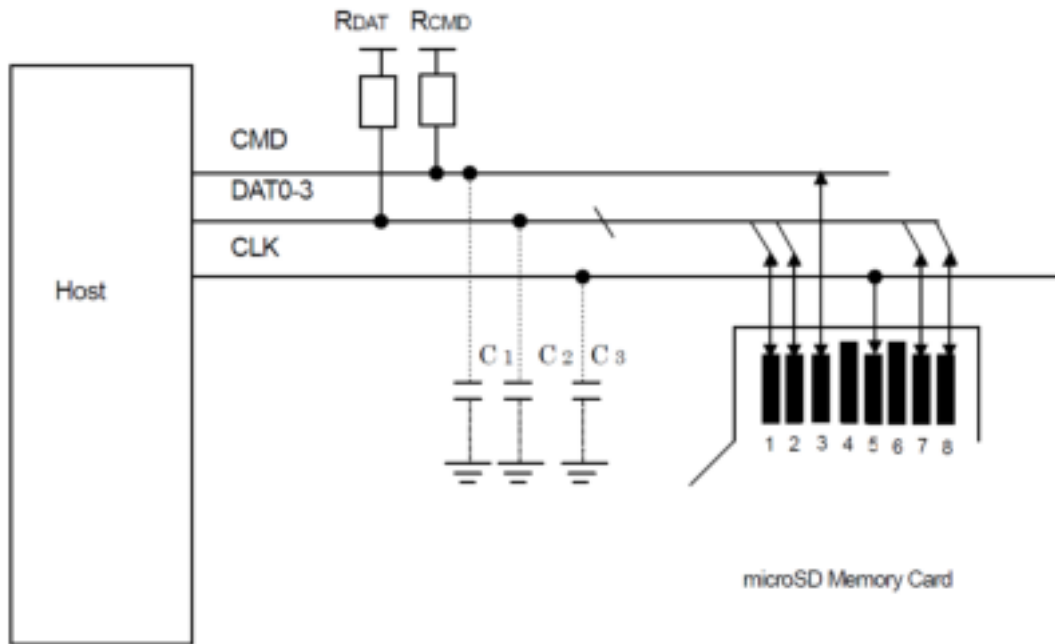 RDAT RCMD
CMD
DAT0-3
CLK
Host
C1 C2 C3
1 2 3 4 5 6 7 8
microSD Memory Card